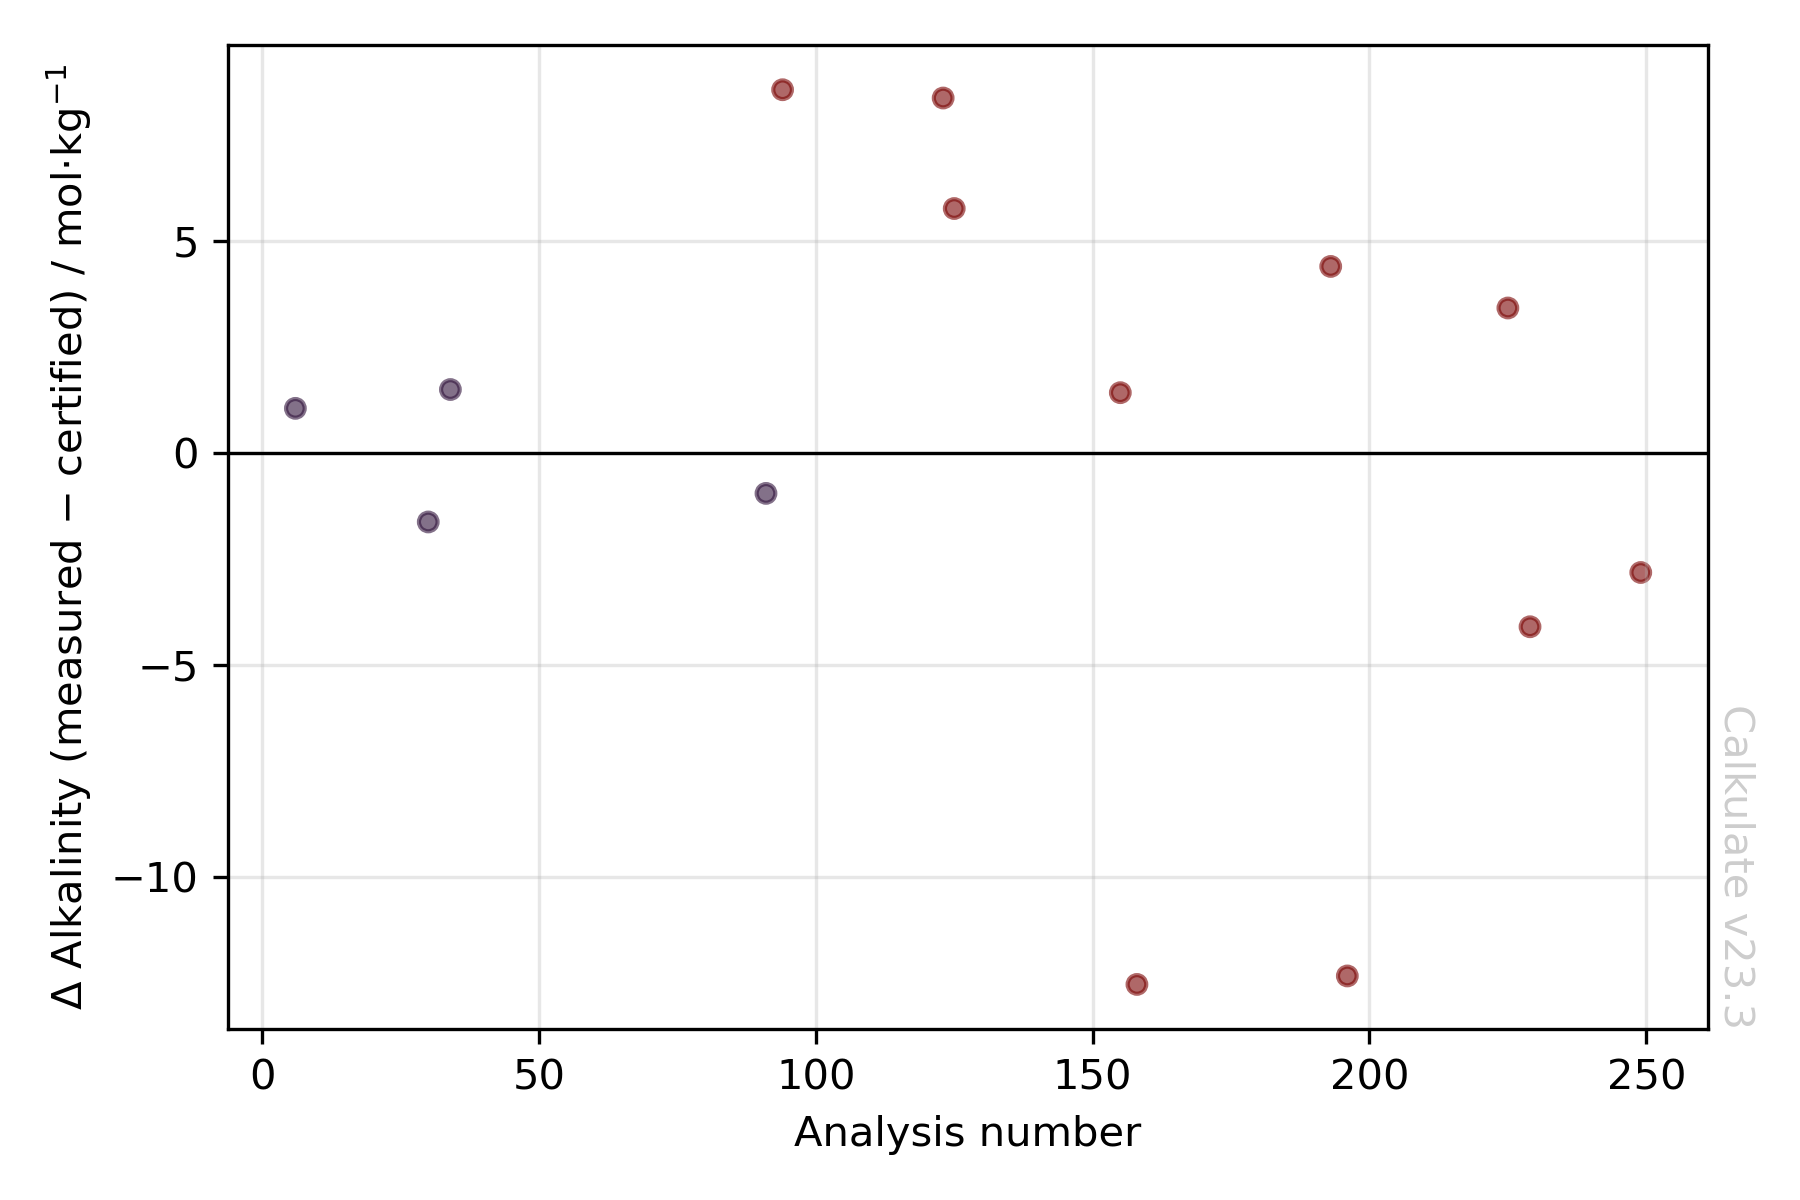 Δ Alkalinity (measured − certified) / mol·kg⁻¹
5
0
−5
−10
0 50 100 150 200 250
Analysis number
Calkulate v23.3